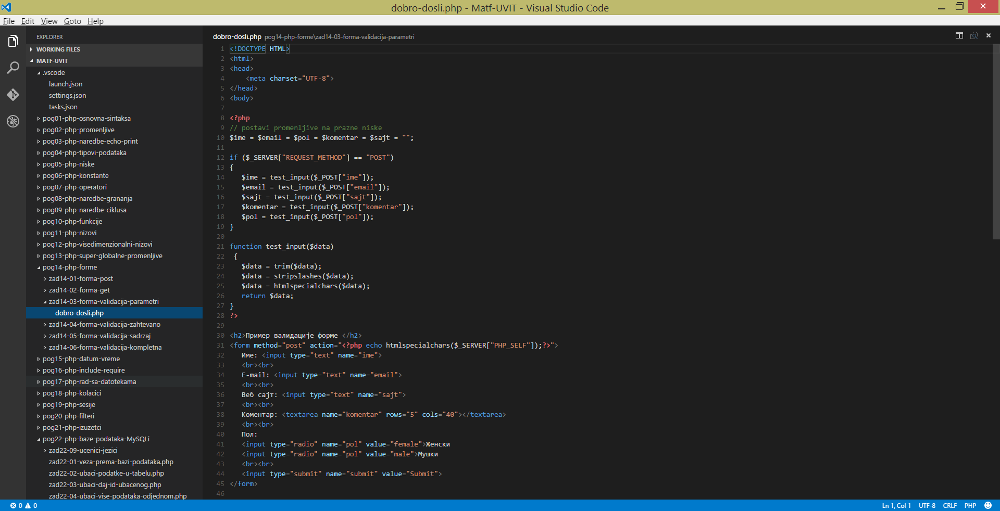 dobro-dosli.php - Matf-UVIT - Visual Studio Code
File Edit View Goto Help
EXPLORER
WORKING FILES
MATF-UVIT
.vscode
launch.json
settings.json
tasks.json
pog01-php-osnovna-sintaksa
pog02-php-promenljive
pog03-php-naredbe-echo-print
pog04-php-tipovi-podataka
pog05-php-niske
pog06-php-konstante
pog07-php-operatori
pog08-php-naredbe-grananja
pog09-php-naredbe-ciklusa
pog10-php-funkcije
pog11-php-nizovi
pog12-php-visedimenzionalni-nizovi
pog13-php-super-globalne-promenljive
pog14-php-forme
zad14-01-forma-post
zad14-02-forma-get
zad14-03-forma-validacija-parametri
dobro-dosli.php
zad14-04-forma-validacija-zahtevano
zad14-05-forma-validacija-sadrzaj
zad14-06-forma-validacija-kompletna
pog15-php-datum-vreme
pog16-php-include-require
pog17-php-rad-sa-datotekama
pog18-php-kolacici
pog19-php-sesije
pog20-php-filteri
pog21-php-izuzetci
pog22-php-baze-podataka-MySQLi
zad22-09-ucenici-jezici
zad22-01-veza-prema-bazi-podataka.php
zad22-02-ubaci-podatke-u-tabelu.php
zad22-03-ubaci-daj-id-ubacenog.php
zad22-04-ubaci-vise-podataka-odjednom.php
dobro-dosli.php pog14-php-forme\zad14-03-forma-validacija-parametri
1 <!DOCTYPE HTML>
2 <html>
3 <head>
4     <meta charset="UTF-8">
5 </head>
6 <body>
7
8 <?php
9 // postavi promenljive na prazne niske
10 $ime = $email = $pol = $komentar = $sajt = "";
11
12 if ($_SERVER["REQUEST_METHOD"] == "POST")
13 {
14    $ime = test_input($_POST["ime"]);
15    $email = test_input($_POST["email"]);
16    $sajt = test_input($_POST["sajt"]);
17    $komentar = test_input($_POST["komentar"]);
18    $pol = test_input($_POST["pol"]);
19 }
20
21 function test_input($data)
22  {
23    $data = trim($data);
24    $data = stripslashes($data);
25    $data = htmlspecialchars($data);
26    return $data;
27 }
28 ?>
29
30 <h2>Пример валидације форме </h2>
31 <form method="post" action="<?php echo htmlspecialchars($_SERVER["PHP_SELF"]);?>">
32    Име: <input type="text" name="ime">
33    <br><br>
34    E-mail: <input type="text" name="email">
35    <br><br>
36    Веб сајт: <input type="text" name="sajt">
37    <br><br>
38    Коментар: <textarea name="komentar" rows="5" cols="40"></textarea>
39    <br><br>
40    Пол:
41    <input type="radio" name="pol" value="female">Женски
42    <input type="radio" name="pol" value="male">Мушки
43    <br><br>
44    <input type="submit" name="submit" value="Submit">
45 </form>
46
0 0 Ln 1, Col 1 UTF-8 CRLF PHP